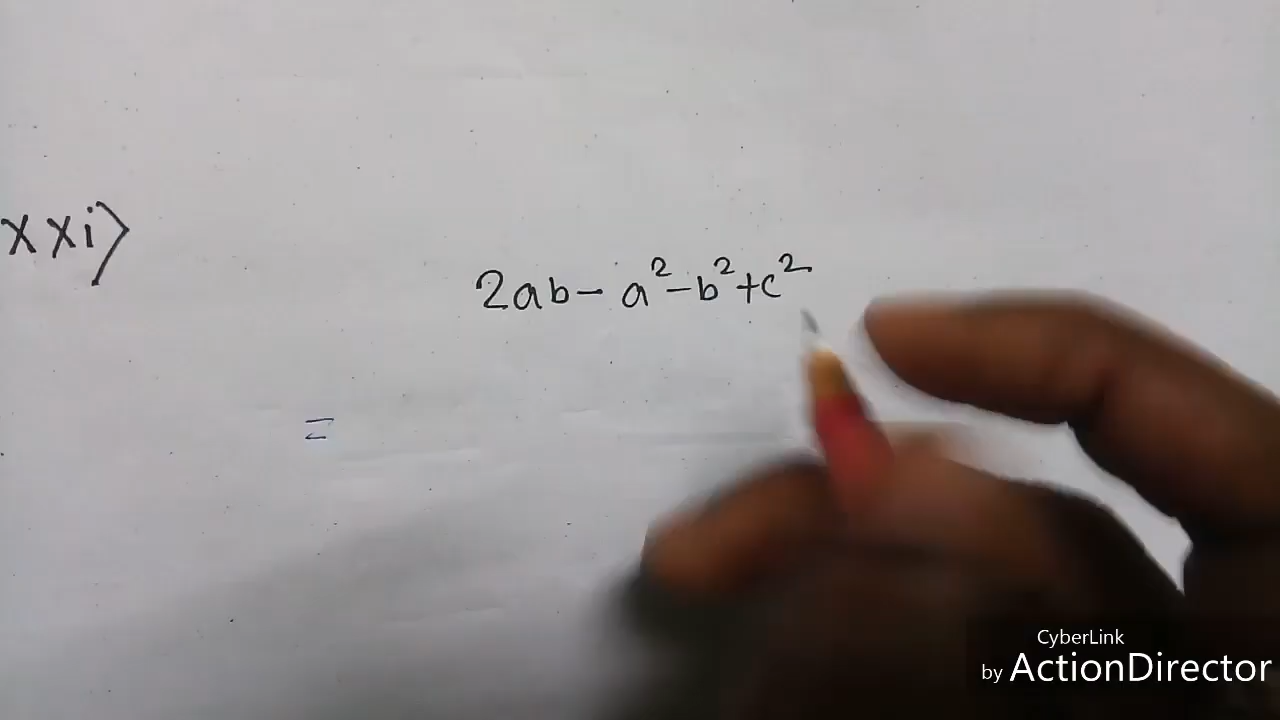 xxi)
2ab - a² - b² + c²
=
CyberLink
by ActionDirector